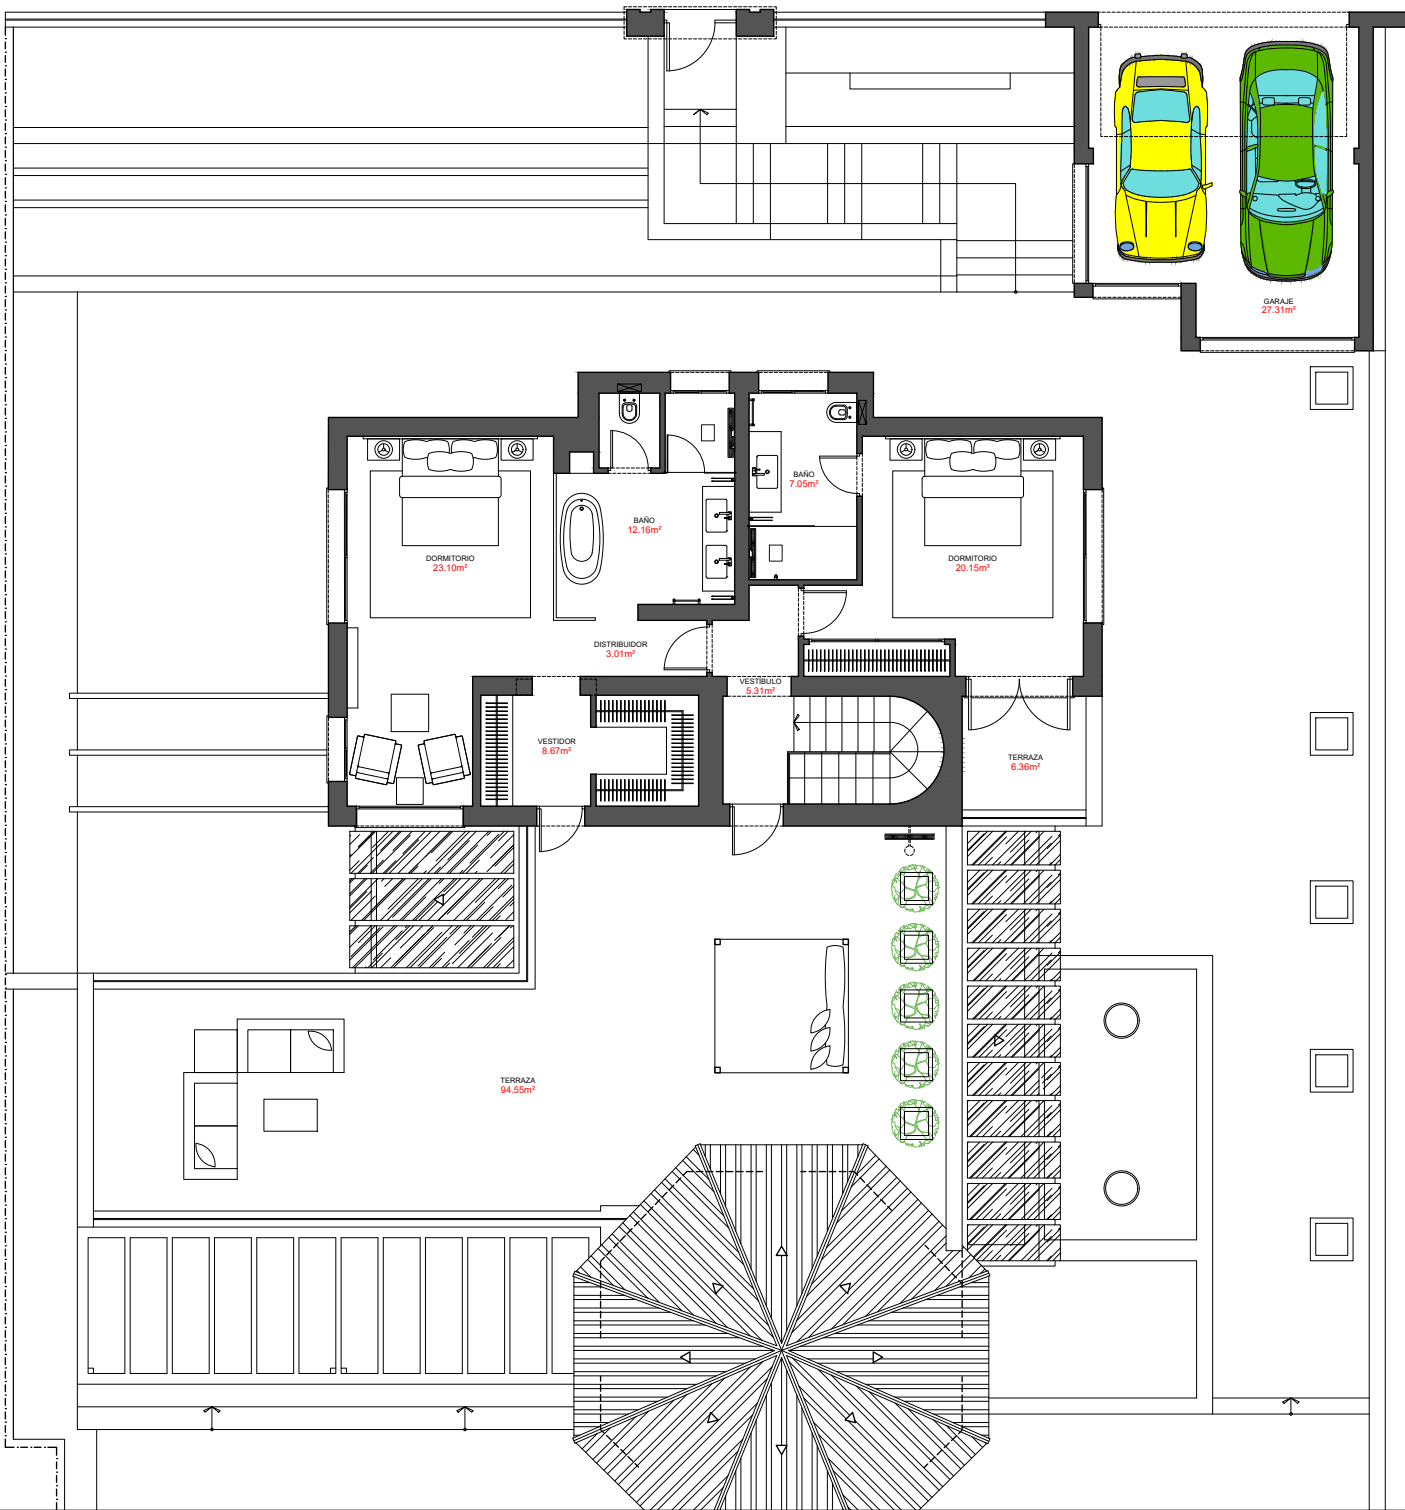 GARAJE
27.31m²
BAÑO
7.05m²
BAÑO
12.16m²
DORMITORIO
23.10m²
DORMITORIO
20.15m²
DISTRIBUIDOR
3.01m²
VESTÍBULO
5.31m²
VESTIDOR
8.67m²
TERRAZA
6.36m²
TERRAZA
94.55m²